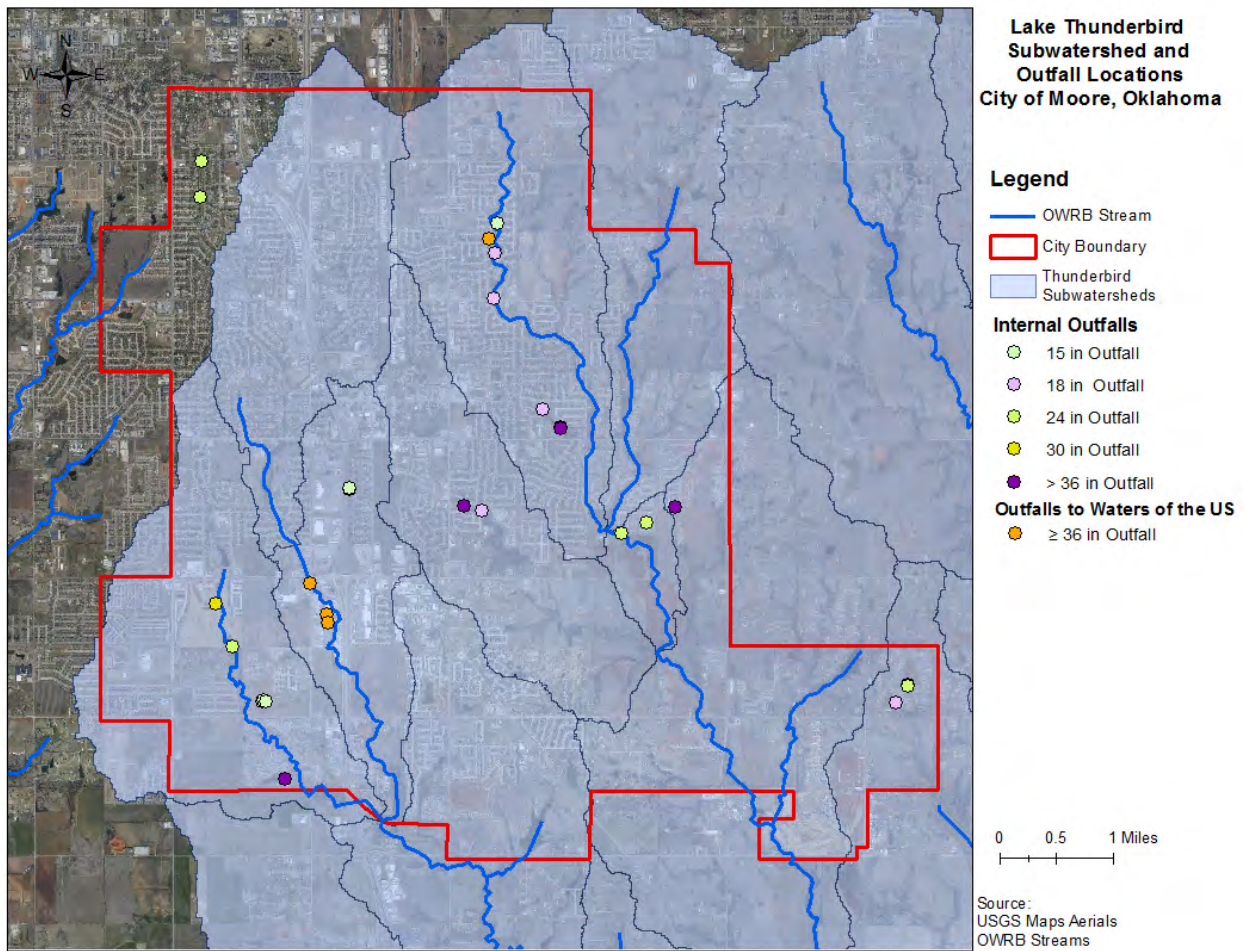 Lake Thunderbird
Subwatershed and
Outfall Locations
City of Moore, Oklahoma
N
W E
S
Legend
OWRB Stream
City Boundary
Thunderbird
Subwatersheds
Internal Outfalls
15 in Outfall
18 in Outfall
24 in Outfall
30 in Outfall
> 36 in Outfall
Outfalls to Waters of the US
≥ 36 in Outfall
0 0.5 1 Miles
Source:
USGS Maps Aerials
OWRB Streams